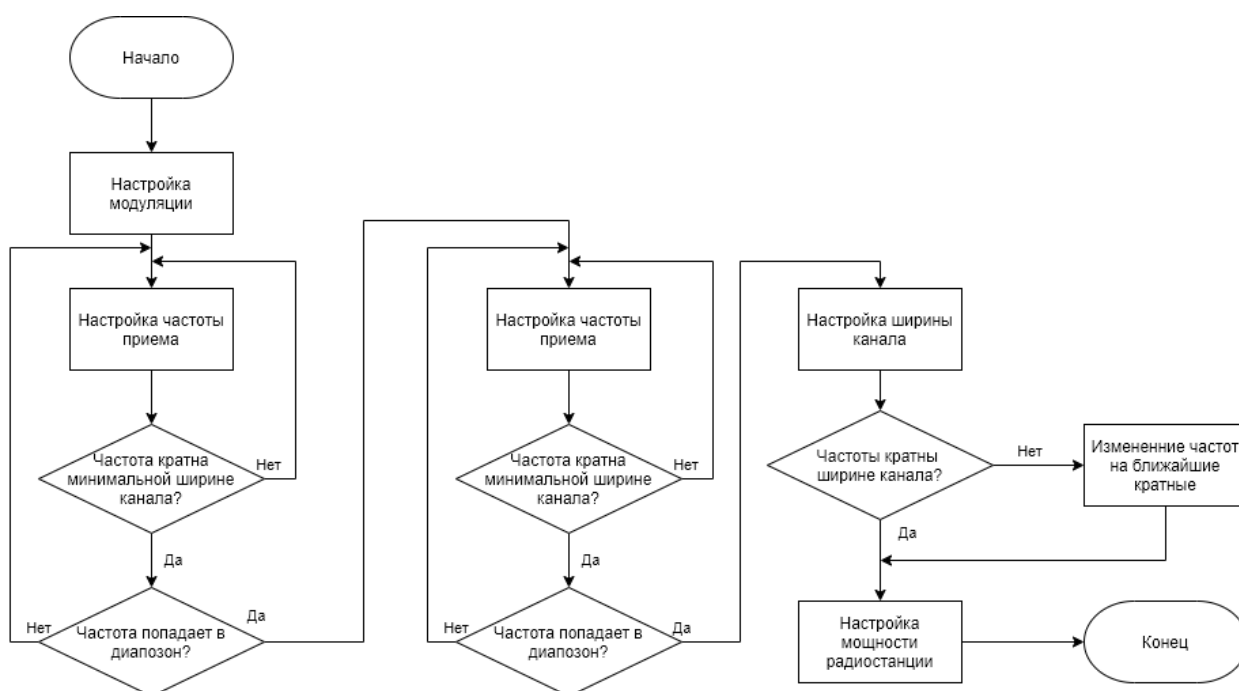 Начало
Настройка
модуляции
Настройка частоты
приема
Частота кратна
минимальной ширине
канала?
Нет
Да
Частота попадает в
диапозон?
Нет
Да
Настройка частоты
приема
Частота кратна
минимальной ширине
канала?
Нет
Да
Частота попадает в
диапозон?
Нет
Да
Настройка ширины
канала
Частоты кратны
ширине канала?
Нет
Да
Измененние частот
на ближайшие
кратные
Настройка
мощности
радиостанции
Конец